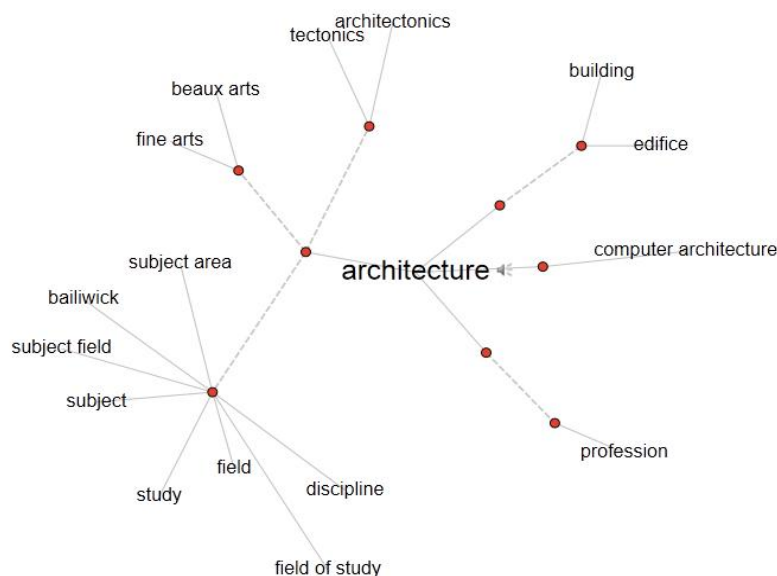 architectonics
tectonics
building
beaux arts
fine arts
edifice
computer architecture
subject area
architecture
bailiwick
subject field
subject
profession
field
discipline
study
field of study